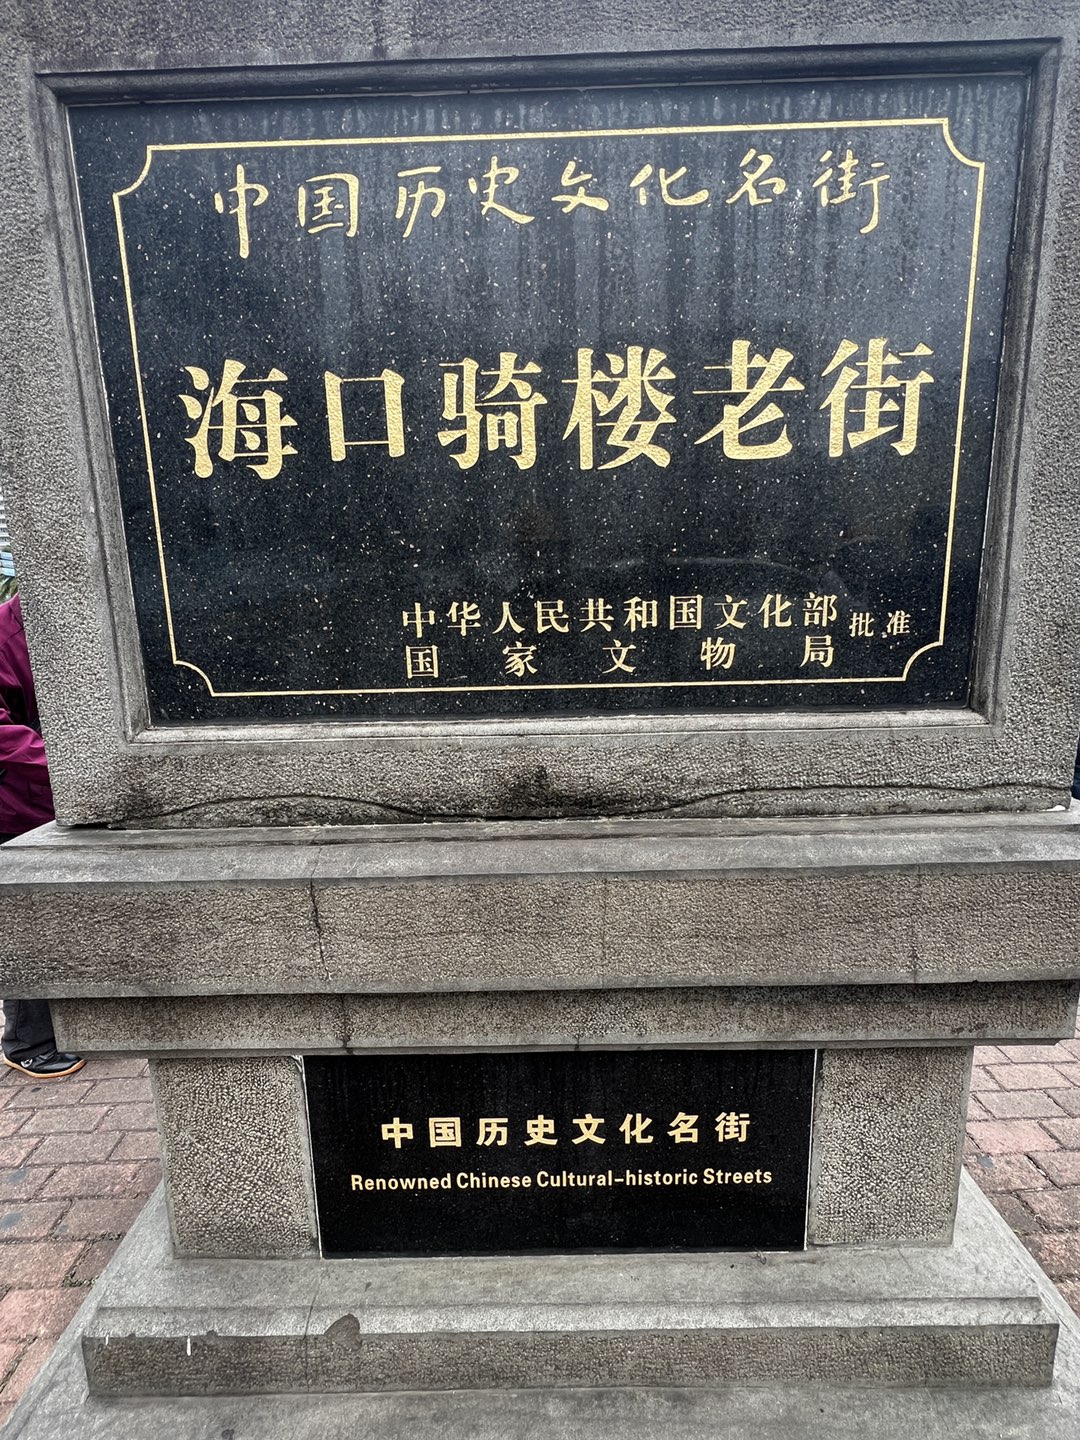 中国历史文化名街
海口骑楼老街
中华人民共和国文化部 批准
国家文物局
中国历史文化名街
Renowned Chinese Cultural-historic Streets